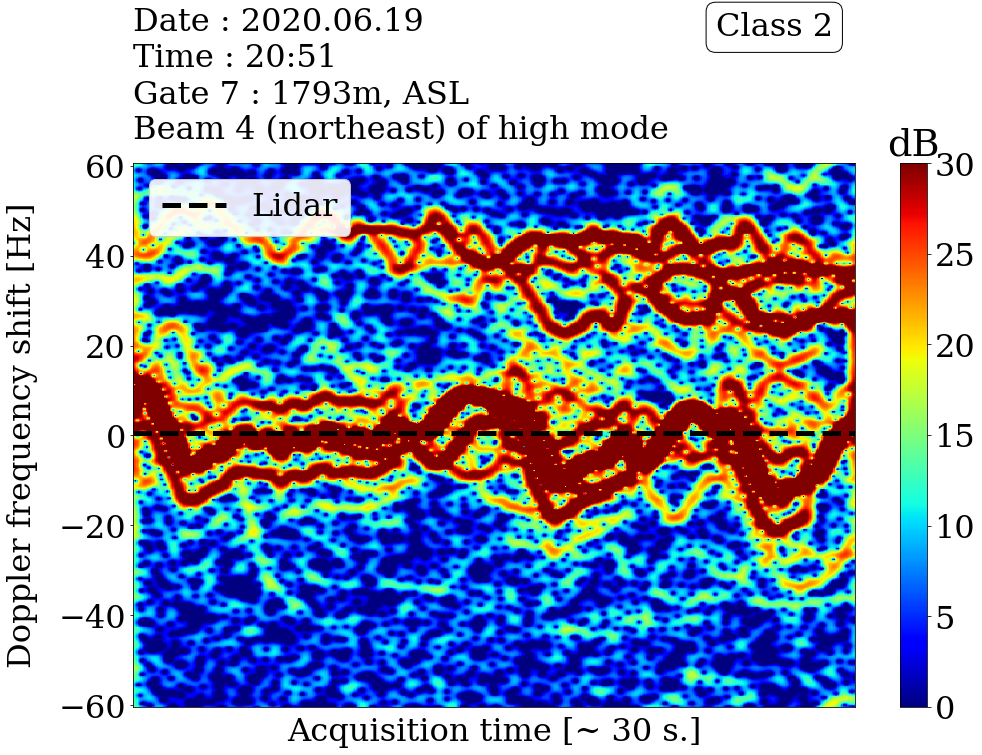 Date : 2020.06.19
Time : 20:51
Gate 7 : 1793m, ASL
Beam 4 (northeast) of high mode
Class 2
dB
Lidar
Doppler frequency shift [Hz]
60
40
20
0
−20
−40
−60
Acquisition time [~ 30 s.]
30
25
20
15
10
5
0